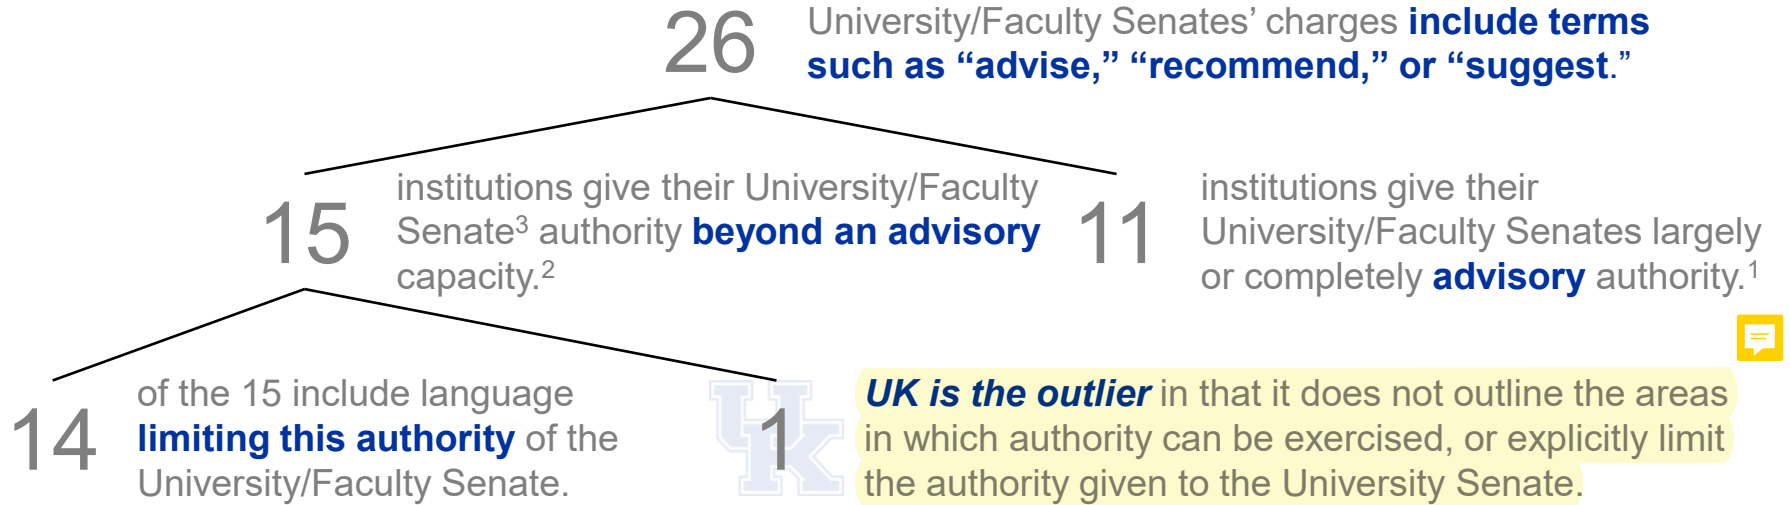 26
University/Faculty Senates’ charges include terms
such as “advise,” “recommend,” or “suggest.”
15
institutions give their University/Faculty
Senate³ authority beyond an advisory
capacity.²
11
institutions give their
University/Faculty Senates largely
or completely advisory authority.¹
14
of the 15 include language
limiting this authority of the
University/Faculty Senate.
UK
1
UK is the outlier in that it does not outline the areas
in which authority can be exercised, or explicitly limit
the authority given to the University Senate.